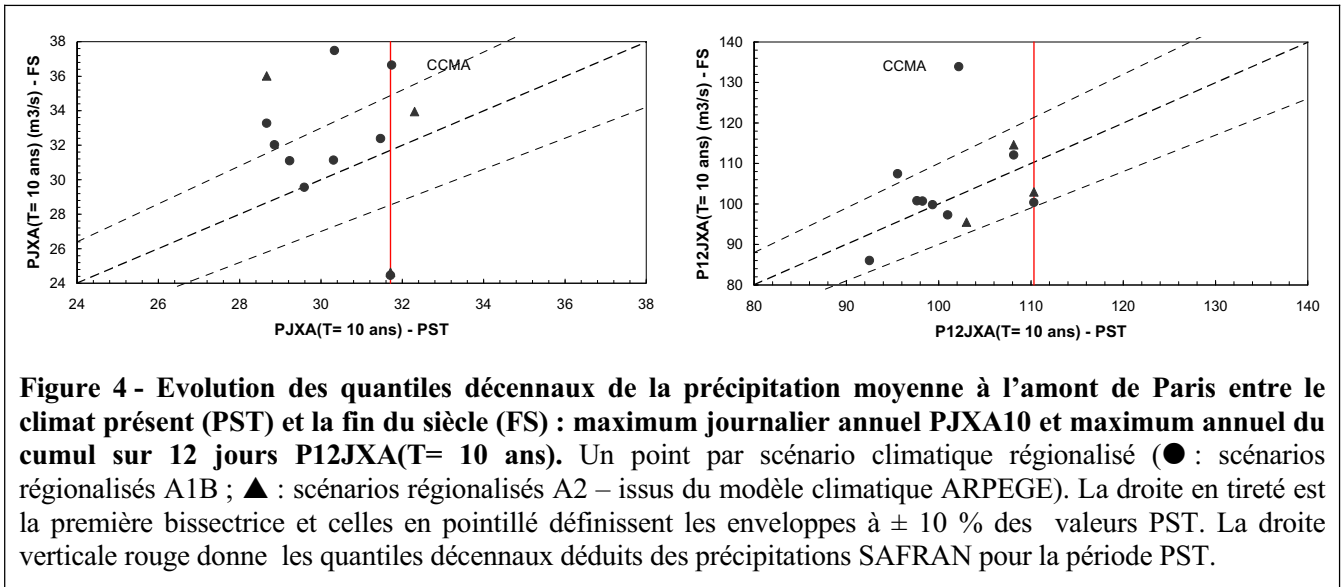 38
36
34
32
30
28
26
24
24
26
28
30
32
34
36
38
PJXA(T= 10 ans) (m3/s) - FS
PJXA(T= 10 ans) - PST
CCMA
140
130
120
110
100
90
80
80
90
100
110
120
130
140
P12JXA(T= 10 ans) (m3/s) - FS
P12JXA(T= 10 ans) - PST
CCMA
Figure 4 - Evolution des quantiles décennaux de la précipitation moyenne à l’amont de Paris entre le
climat présent (PST) et la fin du siècle (FS) : maximum journalier annuel PJXA10 et maximum annuel du
cumul sur 12 jours P12JXA(T= 10 ans). Un point par scénario climatique régionalisé (● : scénarios
régionalisés A1B ; ▲ : scénarios régionalisés A2 – issus du modèle climatique ARPEGE). La droite en tireté est
la première bissectrice et celles en pointillé définissent les enveloppes à ± 10 % des valeurs PST. La droite
verticale rouge donne les quantiles décennaux déduits des précipitations SAFRAN pour la période PST.